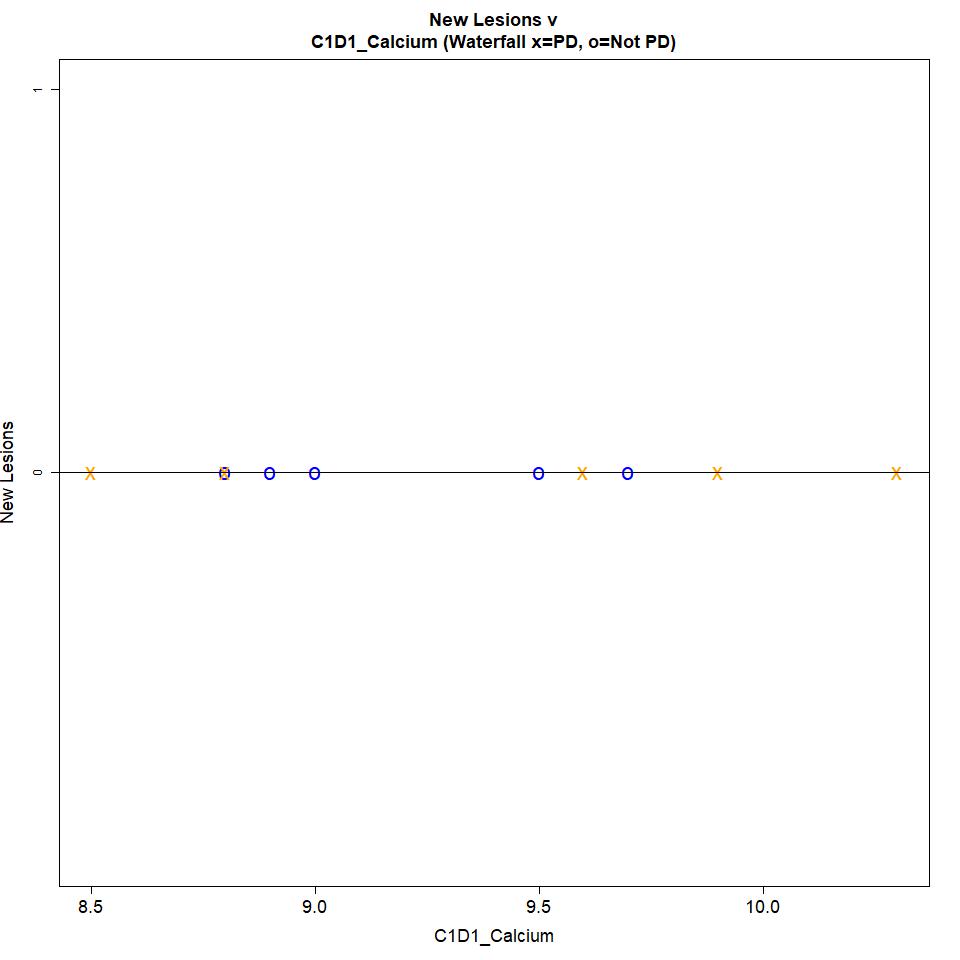 New Lesions v
C1D1_Calcium (Waterfall x=PD, o=Not PD)
1
0
New Lesions
x x o o o o x o x x
8.5 9.0 9.5 10.0
C1D1_Calcium